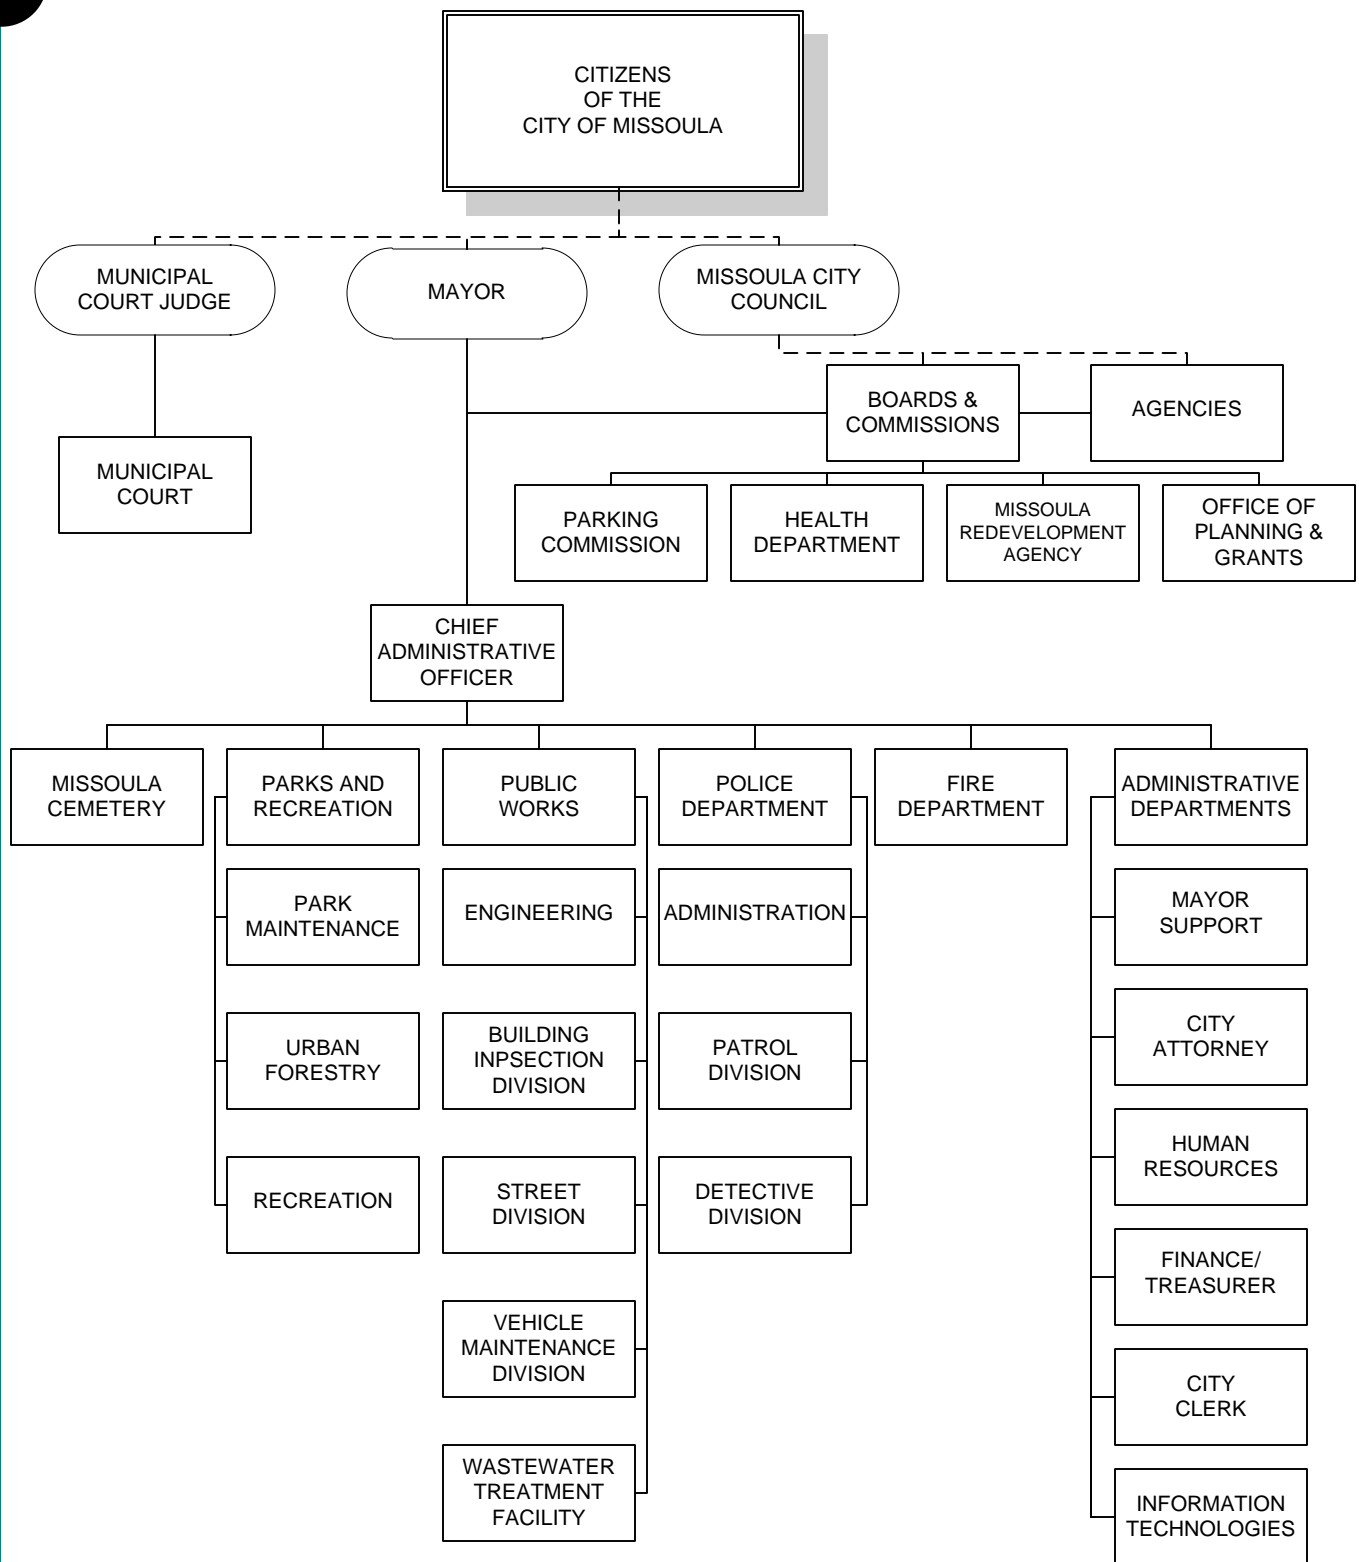 CITIZENS
OF THE
CITY OF MISSOULA
MUNICIPAL
COURT JUDGE
MAYOR
MISSOULA CITY
COUNCIL
BOARDS &
COMMISSIONS
AGENCIES
MUNICIPAL
COURT
PARKING
COMMISSION
HEALTH
DEPARTMENT
MISSOULA
REDEVELOPMENT
AGENCY
OFFICE OF
PLANNING &
GRANTS
CHIEF
ADMINISTRATIVE
OFFICER
MISSOULA
CEMETERY
PARKS AND
RECREATION
PUBLIC
WORKS
POLICE
DEPARTMENT
FIRE
DEPARTMENT
ADMINISTRATIVE
DEPARTMENTS
PARK
MAINTENANCE
ENGINEERING
ADMINISTRATION
MAYOR
SUPPORT
URBAN
FORESTRY
BUILDING
INPSECTION
DIVISION
PATROL
DIVISION
CITY
ATTORNEY
RECREATION
STREET
DIVISION
DETECTIVE
DIVISION
HUMAN
RESOURCES
FINANCE/
TREASURER
VEHICLE
MAINTENANCE
DIVISION
CITY
CLERK
WASTEWATER
TREATMENT
FACILITY
INFORMATION
TECHNOLOGIES